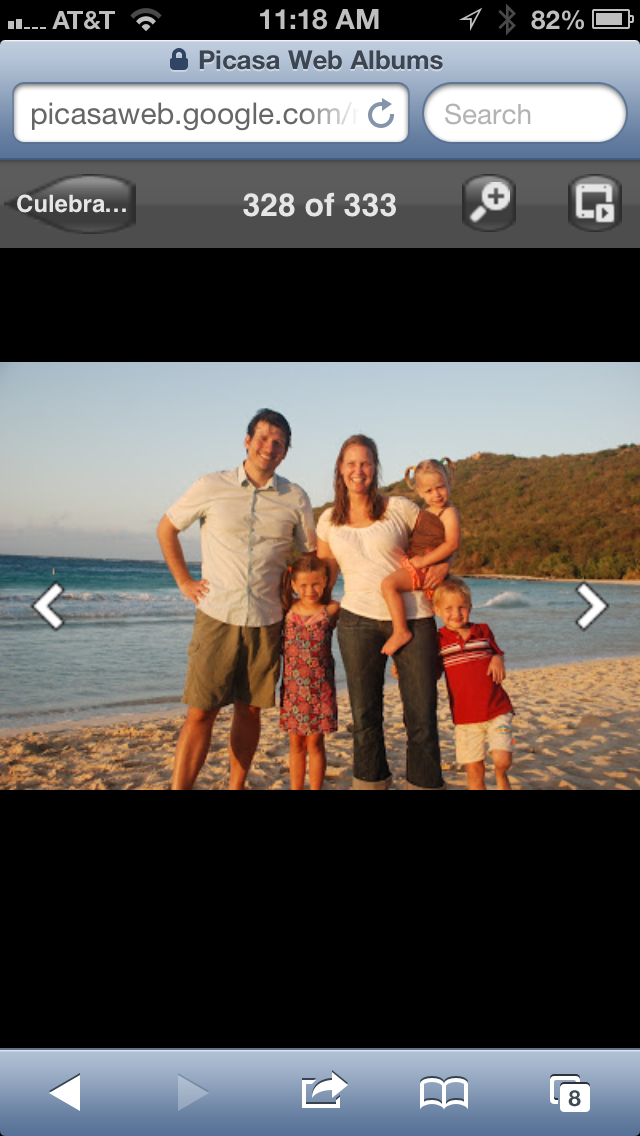 AT&T 11:18 AM 82%
Picasa Web Albums
picasaweb.google.com/ Search
Culebra... 328 of 333
8